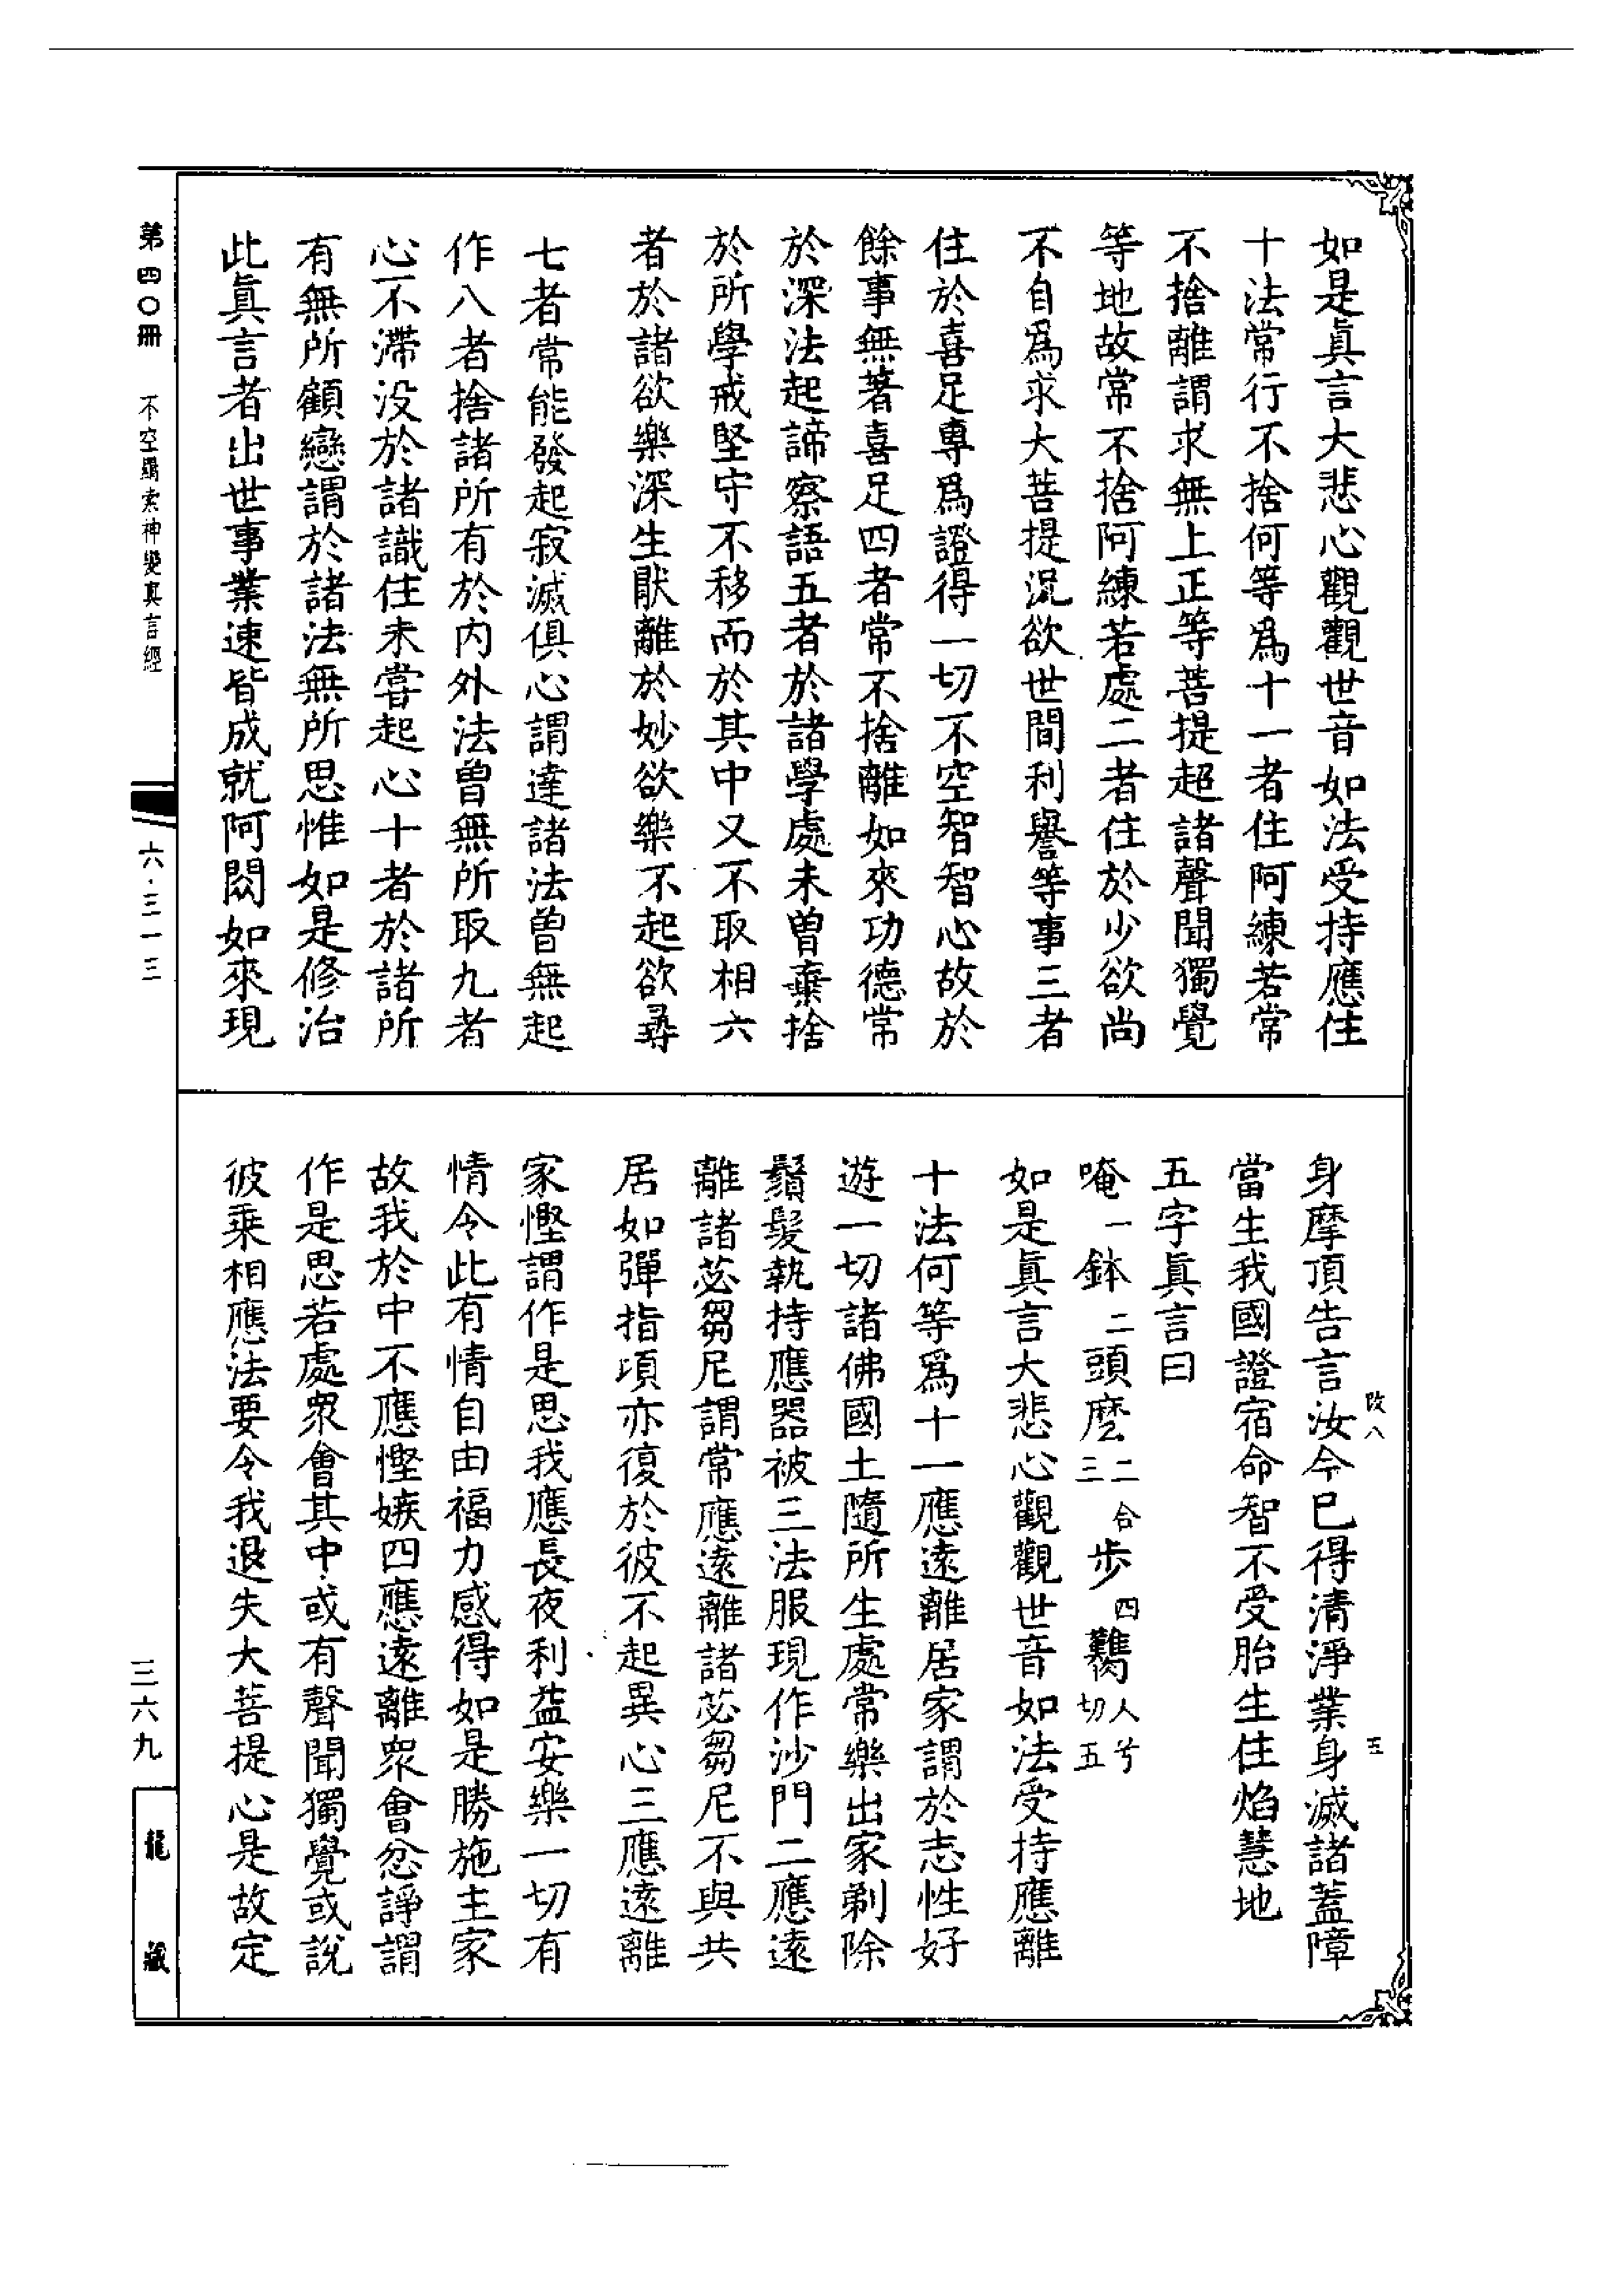 如是眞言大悲心觀觀世音如法受持應住
十法常行不捨何等爲十一者住阿練若常
不捨離謂求無上正等菩提超諸聲聞獨覺
等地故常不捨阿練若處二者住於少欲尚
不自爲求大菩提況欲世間利譽等事三者
住於喜足專爲證得一切不空智智心故於
餘事無著喜足四者常不捨離如來功德常
於深法起諦察語五者於諸學處未曾棄捨
於所學戒堅守不移而於其中又不取相六
者於諸欲樂深生猒離於妙欲樂不起欲尋
七者常能發起寂滅俱心謂達諸法曾無起
作八者捨諸所有於內外法曾無所取九者
心不滯没於諸識住未嘗起心十者於諸所
有無所顧戀謂於諸法無所思惟如是修治
此眞言者出世事業速皆成就阿閦如來現
身摩頂告言汝今已得清淨業身滅諸蓋障
當生我國證宿命智不受胎生住焰慧地
五字眞言曰
唵一鉢二頭麼二合三步四鷧人兮切五
如是眞言大悲心觀觀世音如法受持應離
十法何等爲十一應遠離居家謂於志性好
遊一切諸佛國土隨所生處常樂出家剃除
鬚髮執持應器被三法服現作沙門二應遠
離諸苾芻尼謂常應遠離諸苾芻尼不與共
居如彈指頃亦復於彼不起異心三應遠離
家慳謂作是思我應長夜利益安樂一切有
情令此有情自由福力感得如是勝施主家
故我於中不應慳嫉四應遠離眾會忿諍謂
作是思若處眾會其中或有聲聞獨覺或說
彼乘相應法要令我退失大菩提心是故定
改八
五
第四〇冊
不空羂索神變真言經
六·三一三
三六九
龍藏